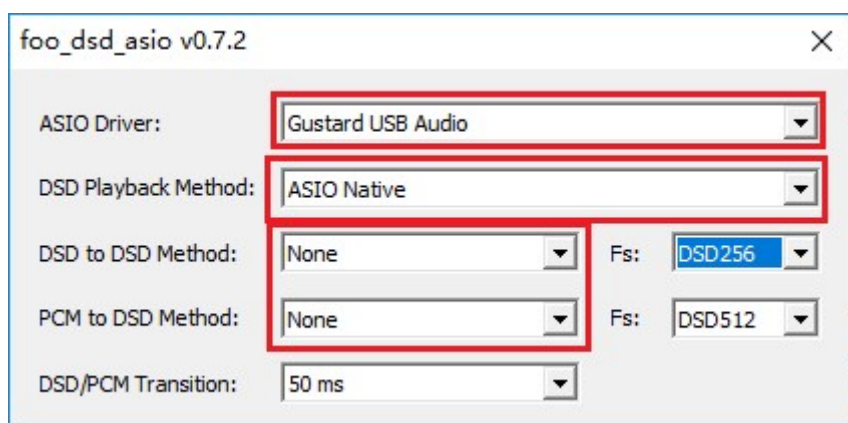 foo_dsd_asio v0.7.2
ASIO Driver: Gustard USB Audio
DSD Playback Method: ASIO Native
DSD to DSD Method: None Fs: DSD256
PCM to DSD Method: None Fs: DSD512
DSD/PCM Transition: 50 ms